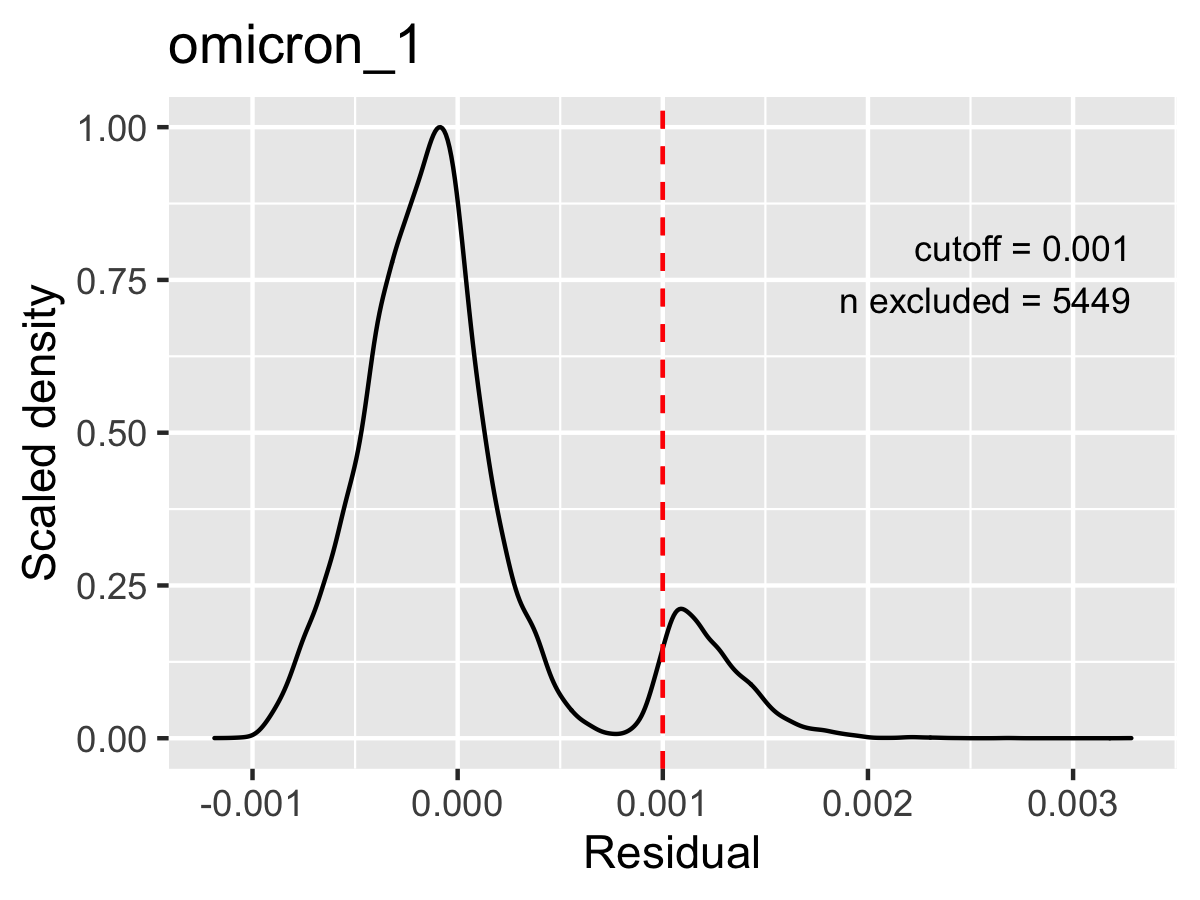 omicron_1
1.00
0.75
0.50
0.25
0.00
Scaled density
cutoff = 0.001
n excluded = 5449
-0.001
0.000
0.001
0.002
0.003
Residual